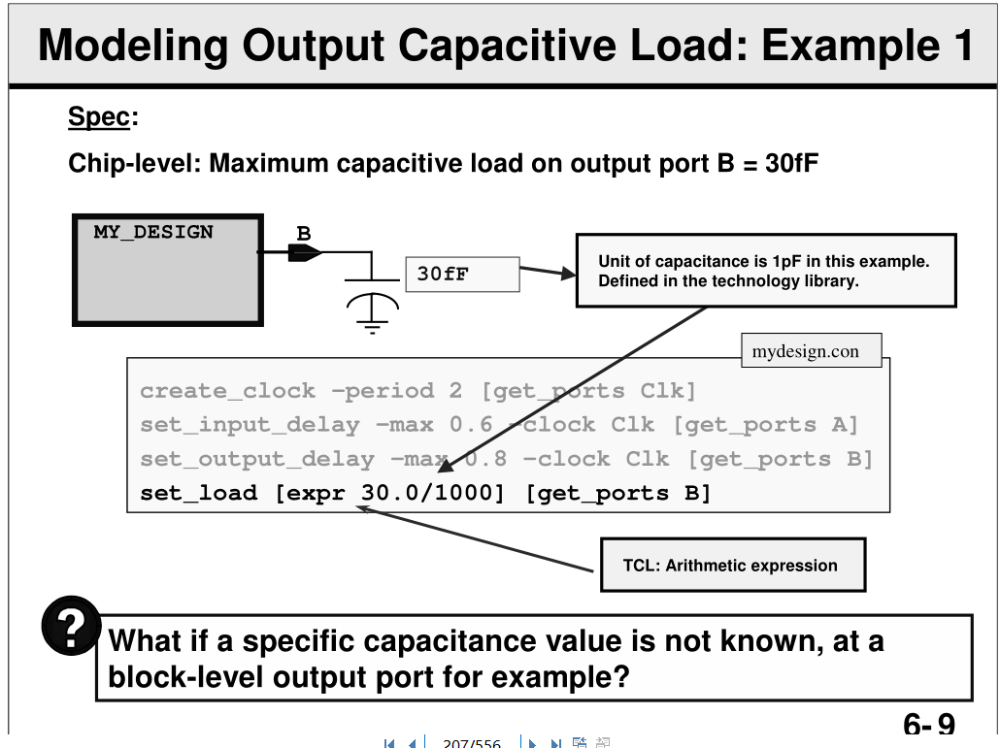 Modeling Output Capacitive Load: Example 1
Spec:
Chip-level: Maximum capacitive load on output port B = 30fF
MY_DESIGN
B
30fF
Unit of capacitance is 1pF in this example.
Defined in the technology library.
mydesign.con
create_clock –period 2 [get_ports Clk]
set_input_delay –max 0.6 –clock Clk [get_ports A]
set_output_delay –max 0.8 –clock Clk [get_ports B]
set_load [expr 30.0/1000] [get_ports B]
TCL: Arithmetic expression
?
What if a specific capacitance value is not known, at a
block-level output port for example?
6- 9
207/556